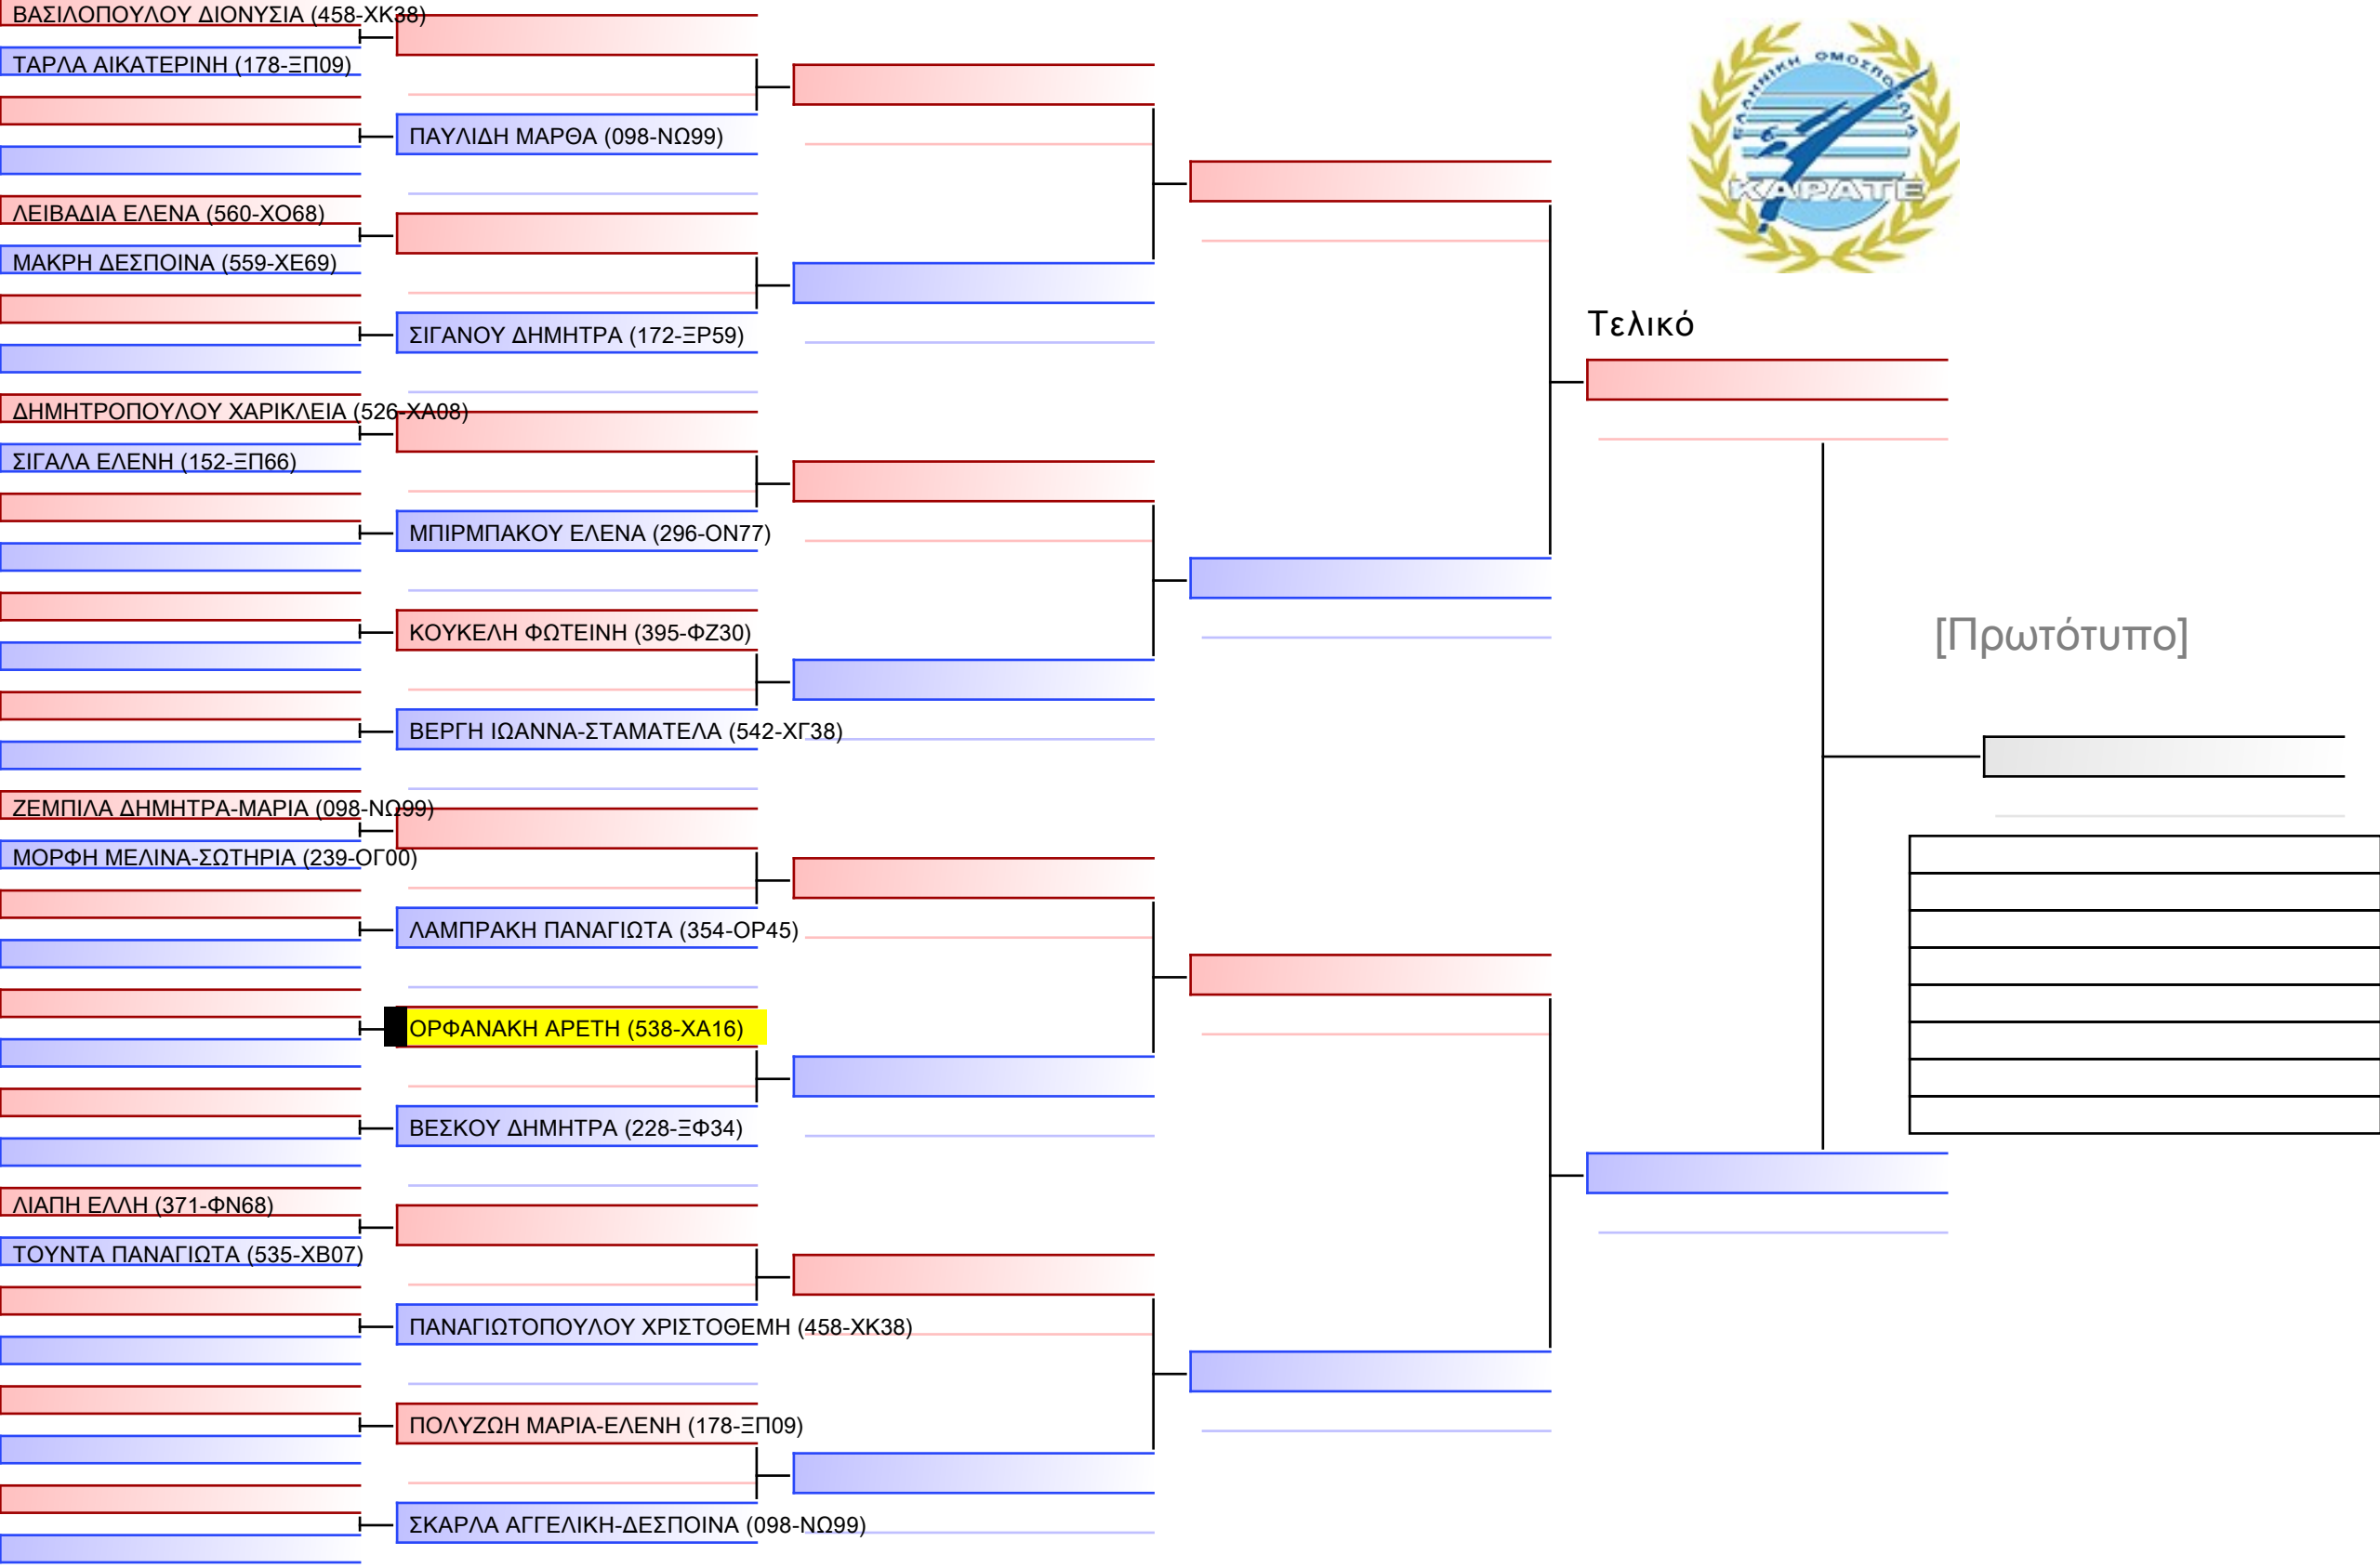 ΒΑΣΙΛΟΠΟΥΛΟΥ ΔΙΟΝΥΣΙΑ (458-ΧΚ38)
ΤΑΡΛΑ ΑΙΚΑΤΕΡΙΝΗ (178-ΞΠ09)
ΠΑΥΛΙΔΗ ΜΑΡΘΑ (098-ΝΩ99)
ΛΕΙΒΑΔΙΑ ΕΛΕΝΑ (560-ΧΟ68)
ΜΑΚΡΗ ΔΕΣΠΟΙΝΑ (559-ΧΕ69)
ΣΙΓΑΝΟΥ ΔΗΜΗΤΡΑ (172-ΞΡ59)
ΔΗΜΗΤΡΟΠΟΥΛΟΥ ΧΑΡΙΚΛΕΙΑ (526-ΧΑ08)
ΣΙΓΑΛΑ ΕΛΕΝΗ (152-ΞΠ66)
ΜΠΙΡΜΠΑΚΟΥ ΕΛΕΝΑ (296-ΟΝ77)
ΚΟΥΚΕΛΗ ΦΩΤΕΙΝΗ (395-ΦΖ30)
ΒΕΡΓΗ ΙΩΑΝΝΑ-ΣΤΑΜΑΤΕΛΑ (542-ΧΓ38)
ΖΕΜΠΙΛΑ ΔΗΜΗΤΡΑ-ΜΑΡΙΑ (098-ΝΩ99)
ΜΟΡΦΗ ΜΕΛΙΝΑ-ΣΩΤΗΡΙΑ (239-ΟΓ00)
ΛΑΜΠΡΑΚΗ ΠΑΝΑΓΙΩΤΑ (354-ΟΡ45)
ΟΡΦΑΝΑΚΗ ΑΡΕΤΗ (538-ΧΑ16)
ΒΕΣΚΟΥ ΔΗΜΗΤΡΑ (228-ΞΦ34)
ΛΙΑΠΗ ΕΛΛΗ (371-ΦΝ68)
ΤΟΥΝΤΑ ΠΑΝΑΓΙΩΤΑ (535-ΧΒ07)
ΠΑΝΑΓΙΩΤΟΠΟΥΛΟΥ ΧΡΙΣΤΟΘΕΜΗ (458-ΧΚ38)
ΠΟΛΥΖΩΗ ΜΑΡΙΑ-ΕΛΕΝΗ (178-ΞΠ09)
ΣΚΑΡΛΑ ΑΓΓΕΛΙΚΗ-ΔΕΣΠΟΙΝΑ (098-ΝΩ99)
ΕΛΛΗΝΙΚΗ ΟΜΟΣΠΟΝΔΙΑ
ΚΑΡΑΤΕ
Τελικό
[Πρωτότυπο]